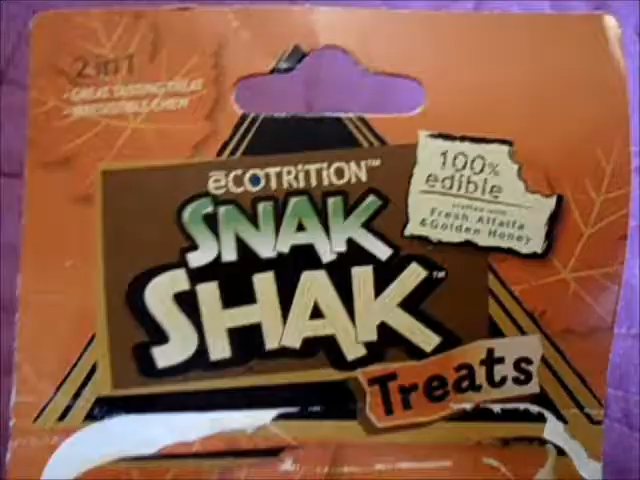 2 in 1
- GREAT TASTING TREAT
- IRRESISTIBLE CHEW
ēCOTRiTiON™
SNAK
SHAK™
Treats
100%
edible
crafted with
Fresh Alfalfa
& Golden Honey